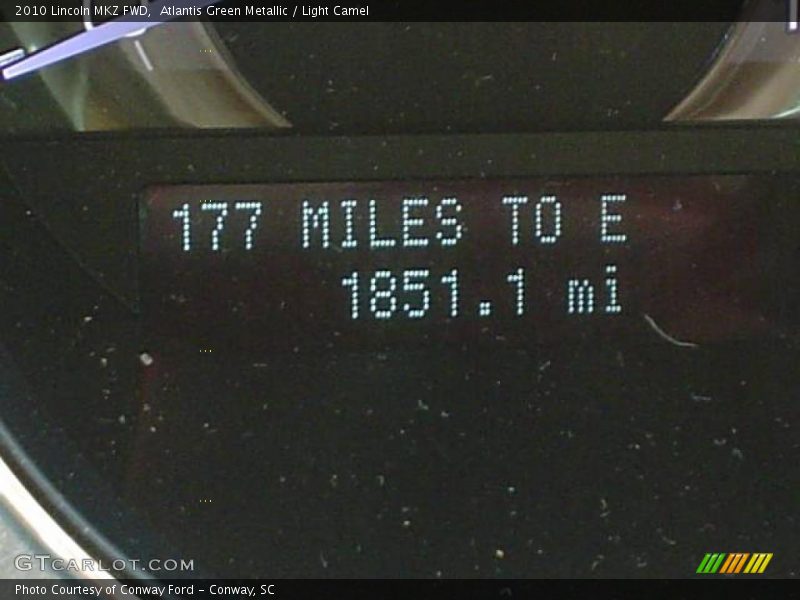 2010 Lincoln MKZ FWD,  Atlantis Green Metallic / Light Camel
177 MILES TO E
1851.1 mi
GTCARLOT.COM
Photo Courtesy of Conway Ford - Conway, SC